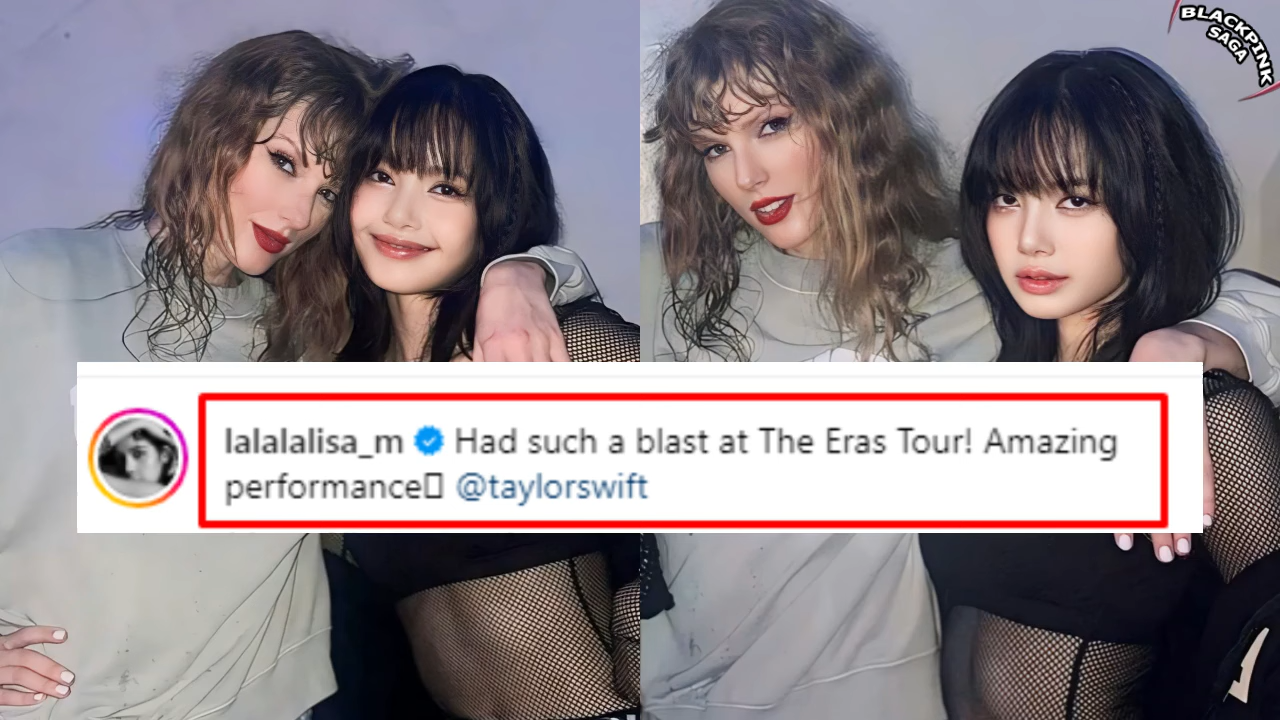 BLACKPINK
SAGA
lalalalisa_m Had such a blast at The Eras Tour! Amazing
performance▯ @taylorswift